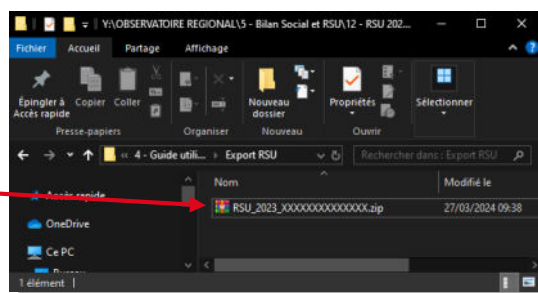 Y:\OBSERVATOIRE REGIONAL\5 - Bilan Social et RSU\12 - RSU 202...
Fichier Accueil Partage Affichage
Épingler à Accès rapide
Copier
Coller
Nouveau dossier
Propriétés
Sélectionner
Presse-papiers Organiser Nouveau Ouvrir
« 4 - Guide utili... > Export RSU
Rechercher dans : Export RSU
Nom Modifié le
Accès rapide
RSU_2023_XXXXXXXXXXXXXX.zip 27/03/2024 09:38
OneDrive
Ce PC
Bureau
1 élément